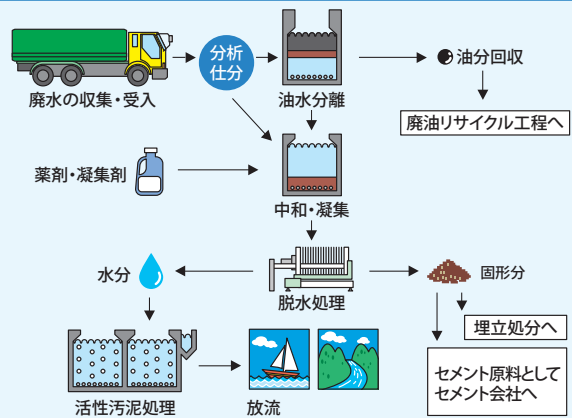 廃水の収集・受入
分析
仕分
油水分離
油分回収
廃油リサイクル工程へ
薬剤・凝集剤
中和・凝集
水分
脱水処理
固形分
埋立処分へ
セメント原料として
セメント会社へ
活性汚泥処理
放流